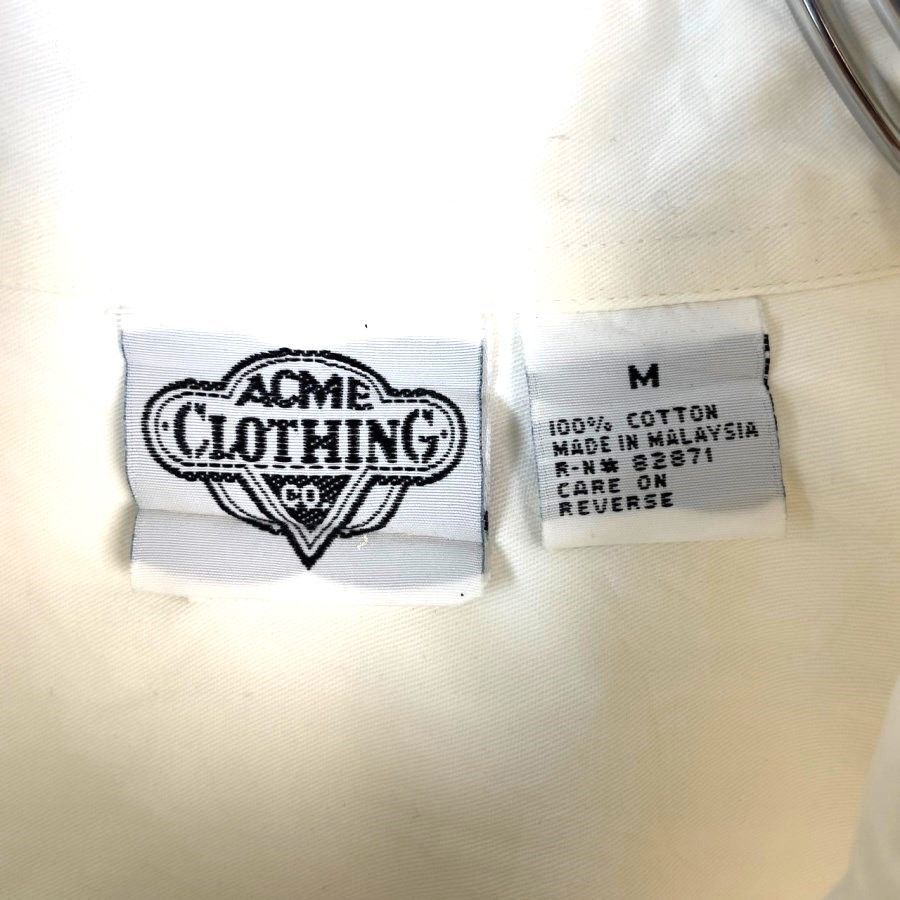 ACME
CLOTHING
CO.
M
100% COTTON
MADE IN MALAYSIA
R-N# 82871
CARE ON
REVERSE